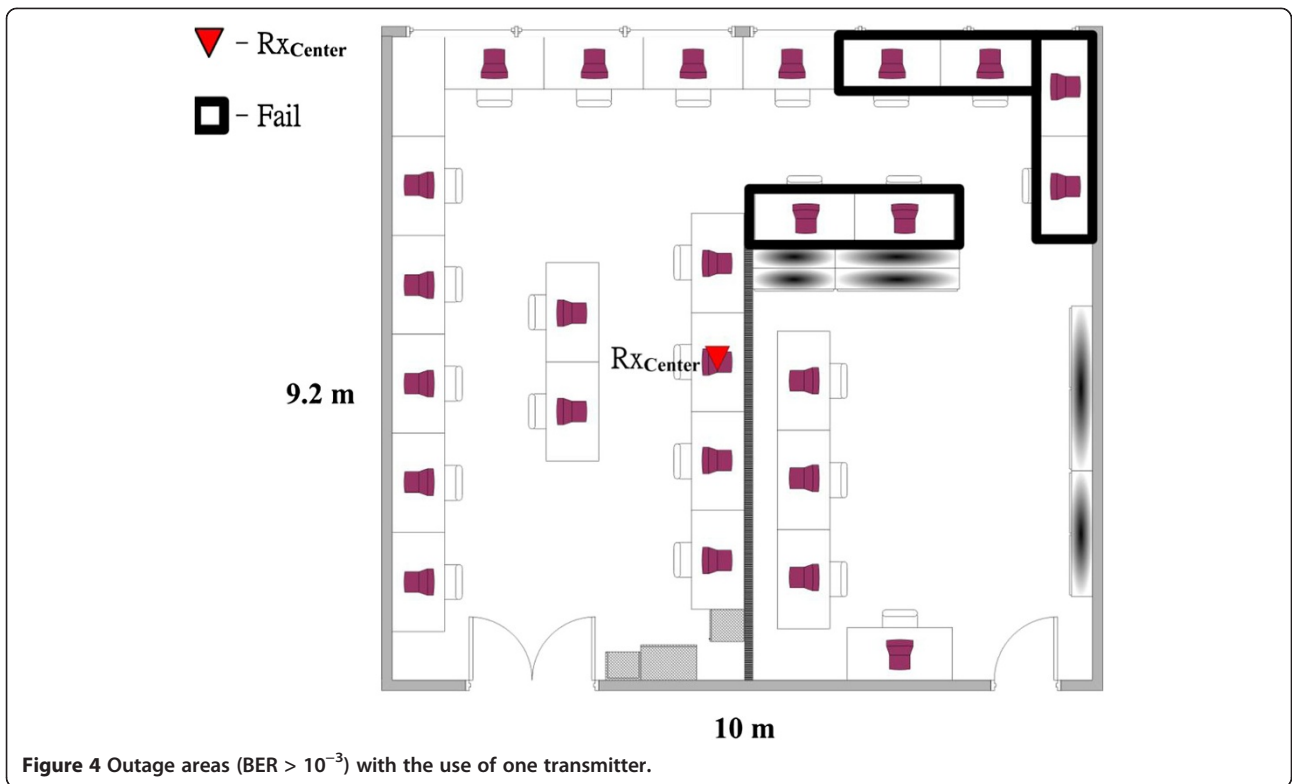 – RxCenter
– Fail
RxCenter
9.2 m
10 m
Figure 4 Outage areas (BER > 10⁻³) with the use of one transmitter.